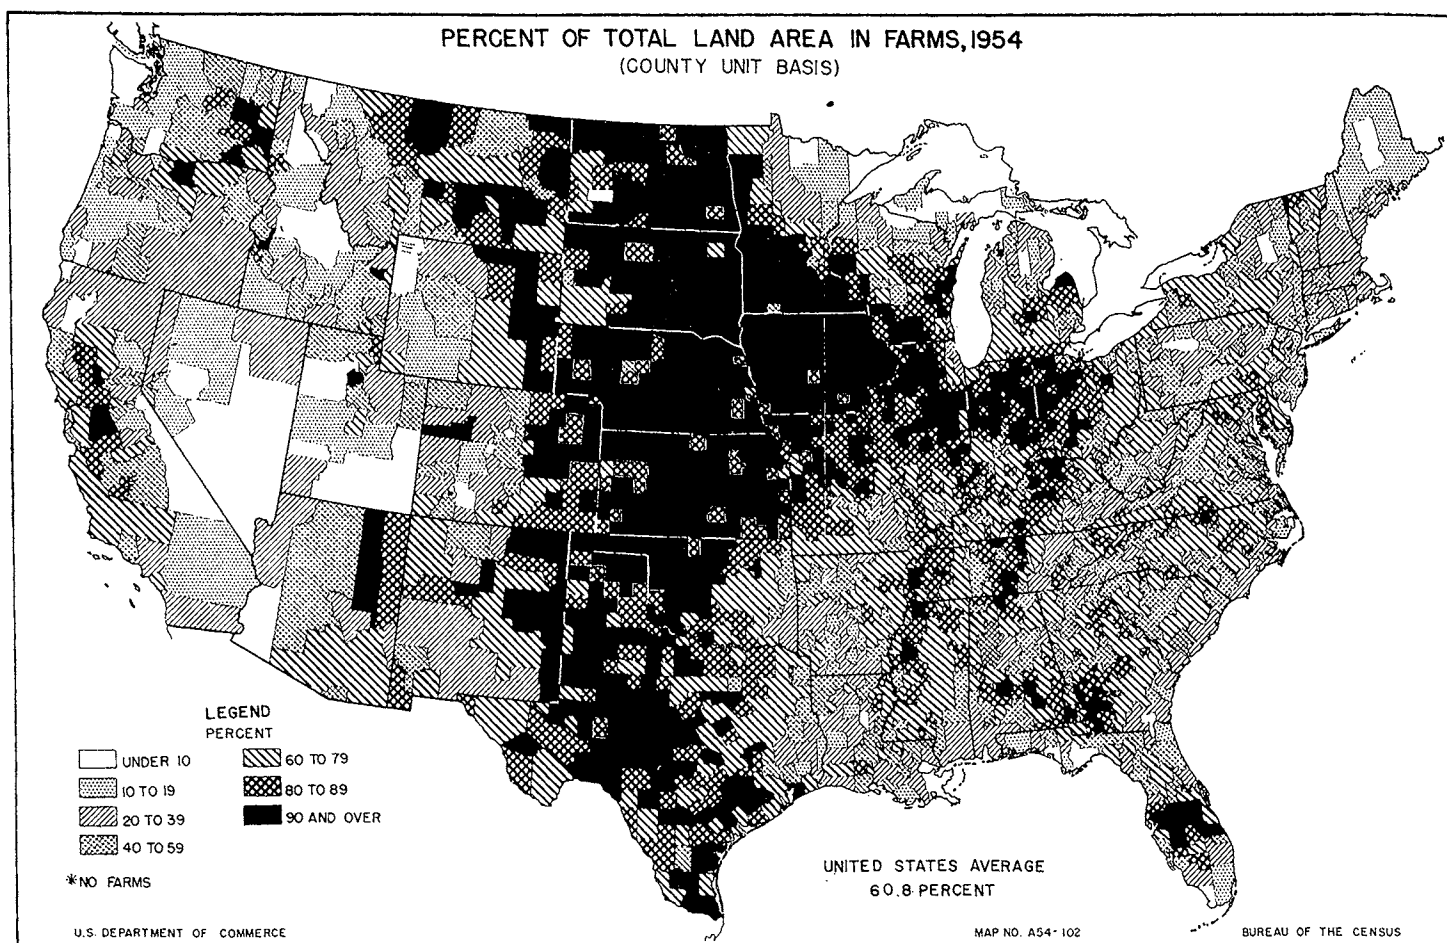 PERCENT OF TOTAL LAND AREA IN FARMS, 1954
(COUNTY UNIT BASIS)
LEGEND
PERCENT
UNDER 10
10 TO 19
20 TO 39
40 TO 59
60 TO 79
80 TO 89
90 AND OVER
*NO FARMS
UNITED STATES AVERAGE
60.8 PERCENT
U.S. DEPARTMENT OF COMMERCE
MAP NO. A54-102
BUREAU OF THE CENSUS